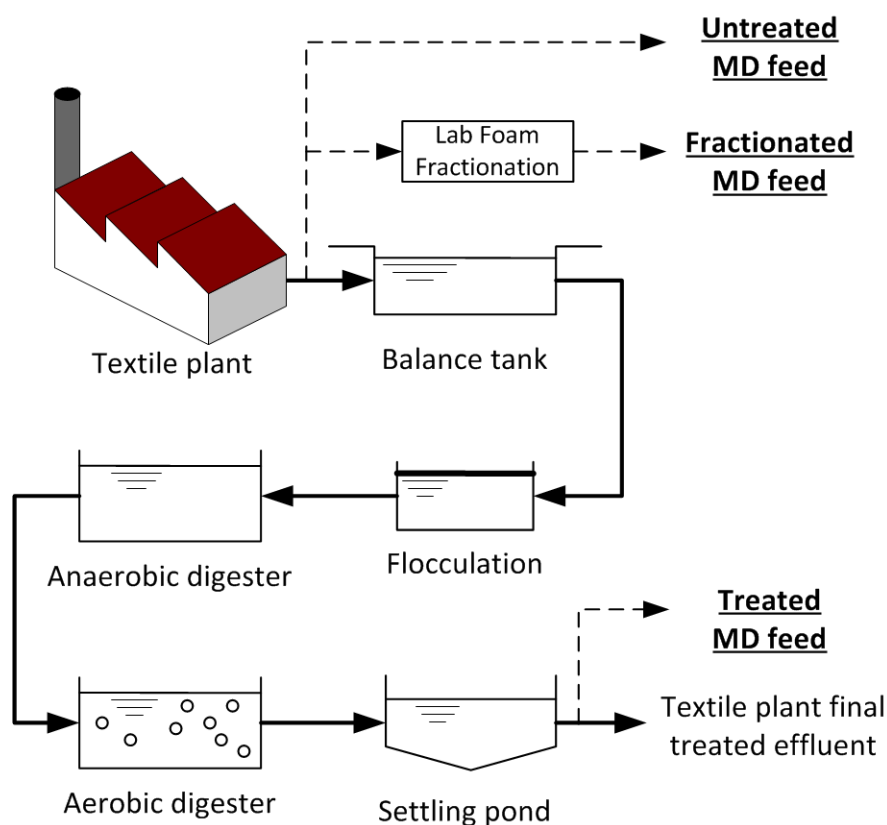 Untreated
MD feed
Lab Foam
Fractionation
Fractionated
MD feed
Textile plant
Balance tank
Anaerobic digester
Flocculation
Treated
MD feed
Textile plant final
treated effluent
Aerobic digester
Settling pond